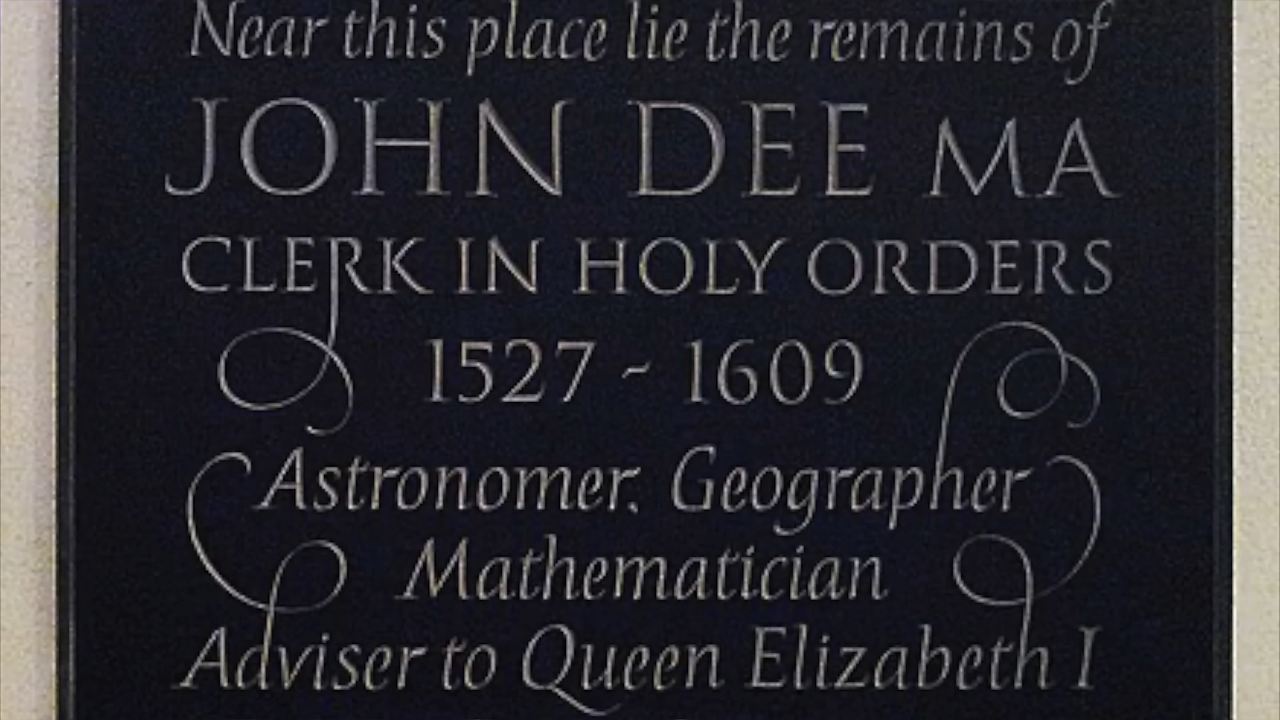 Near this place lie the remains of
JOHN DEE MA
CLERK IN HOLY ORDERS
1527 ~ 1609
Astronomer. Geographer
Mathematician
Adviser to Queen Elizabeth I